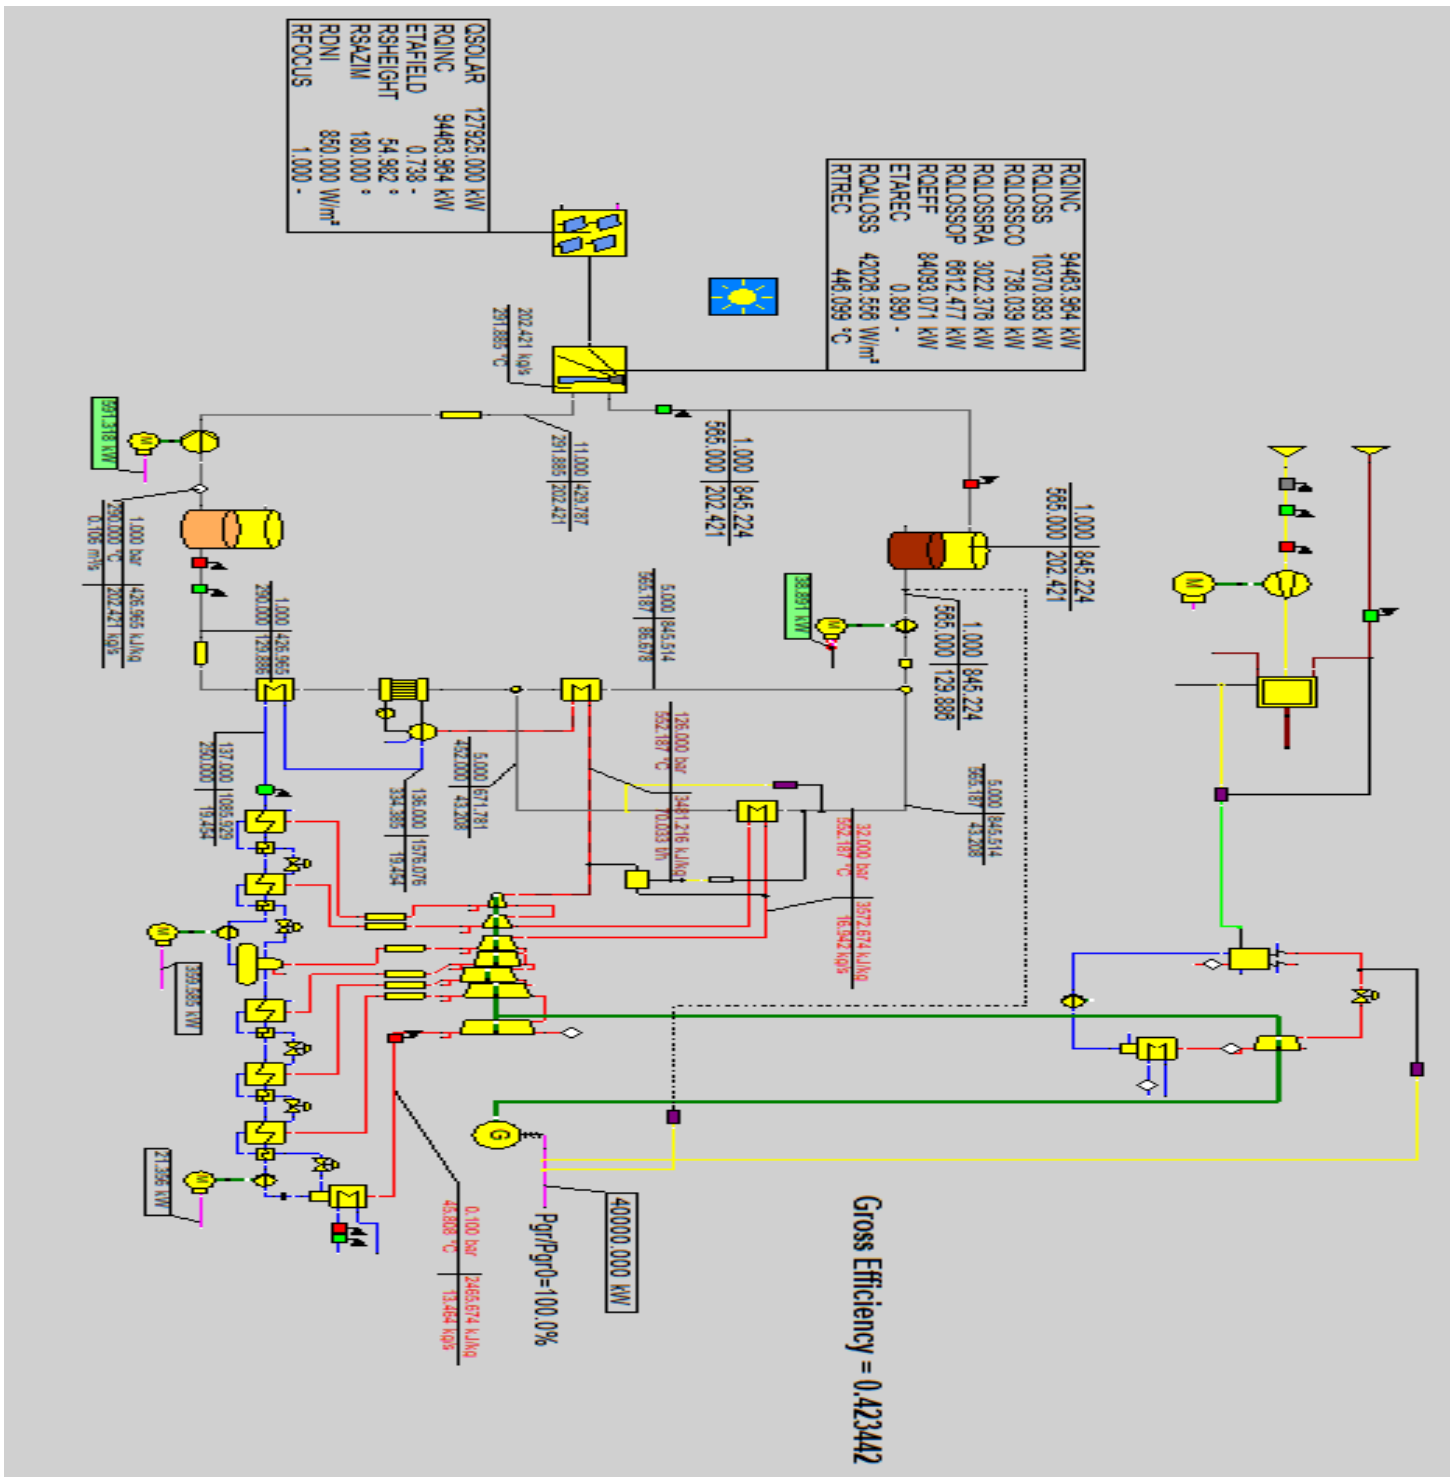 QSOLAR 127925.000 kW
RQINC 94463.964 kW
ETAFIELD 0.738 -
RSHEIGHT 54.982 °
RSAZIM 180.000 °
RDNI 850.000 W/m²
RFOCUS 1.000 -
RQINC 94463.964 kW
RQLOSS 10370.893 kW
RQLOSSCO 736.039 kW
RQLOSSRA 3022.376 kW
RQLOSSOP 6612.477 kW
RQEFF 84093.071 kW
ETAREC 0.890 -
RQALOSS 42026.556 W/m²
RTREC 446.099 °C
202.421 kg/s
291.885 °C
11.000 429.787
291.885 202.421
1.000 845.224
565.000 202.421
1.000 845.224
565.000 202.421
591.318 kW
M
1.000 bar 426.965 kJ/kg
290.000 °C 202.421 kg/s
0.106 m³/s
1.000 426.965
290.000 129.886
5.000 845.514
565.187 86.678
38.891 kW
M
1.000 845.224
565.000 129.886
M
137.000 1085.929
250.000 19.454
136.000 1576.076
334.385 19.454
5.000 671.781
452.000 43.208
126.000 bar 3481.216 kJ/kg
552.187 °C 70.033 t/h
5.000 845.514
565.187 43.208
32.000 bar 3572.674 kJ/kg
552.187 °C 16.942 kg/s
M
359.585 kW
M
21.356 kW
0.100 bar 2465.674 kJ/kg
45.808 °C 13.464 kg/s
G
Pgr/Pgr0=100.0%
40000.000 kW
Gross Efficiency = 0.423442